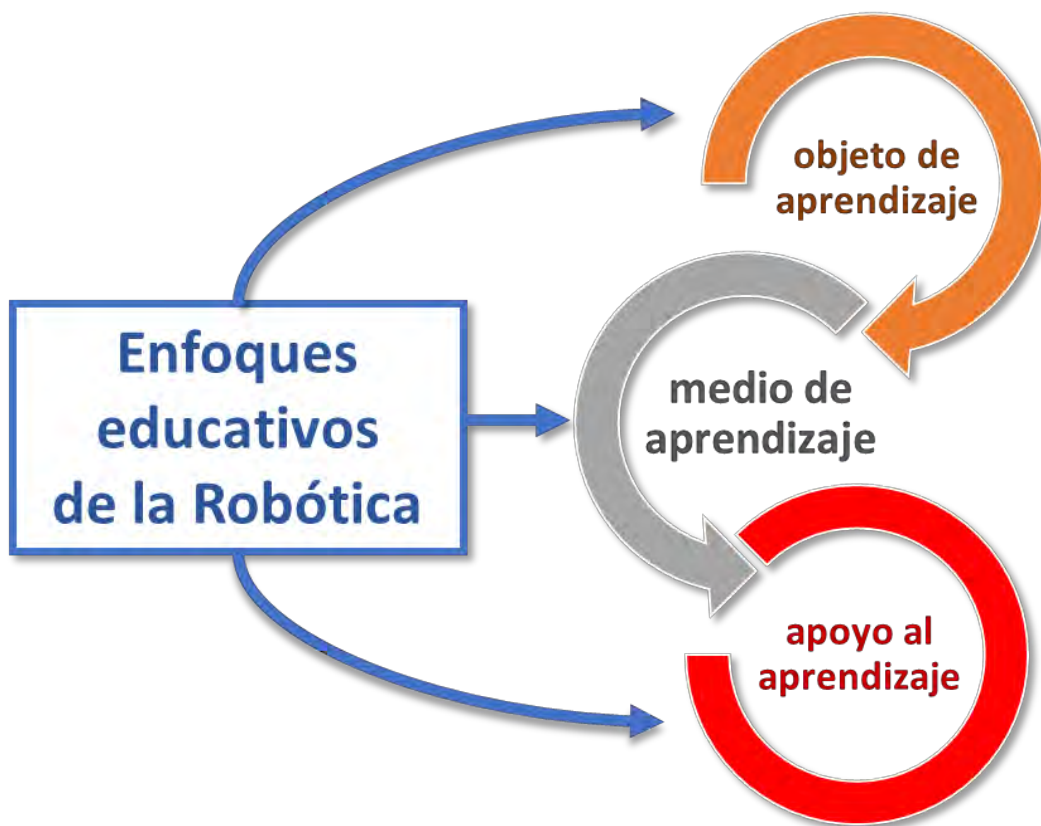 Enfoques
educativos
de la Robótica
objeto de
aprendizaje
medio de
aprendizaje
apoyo al
aprendizaje